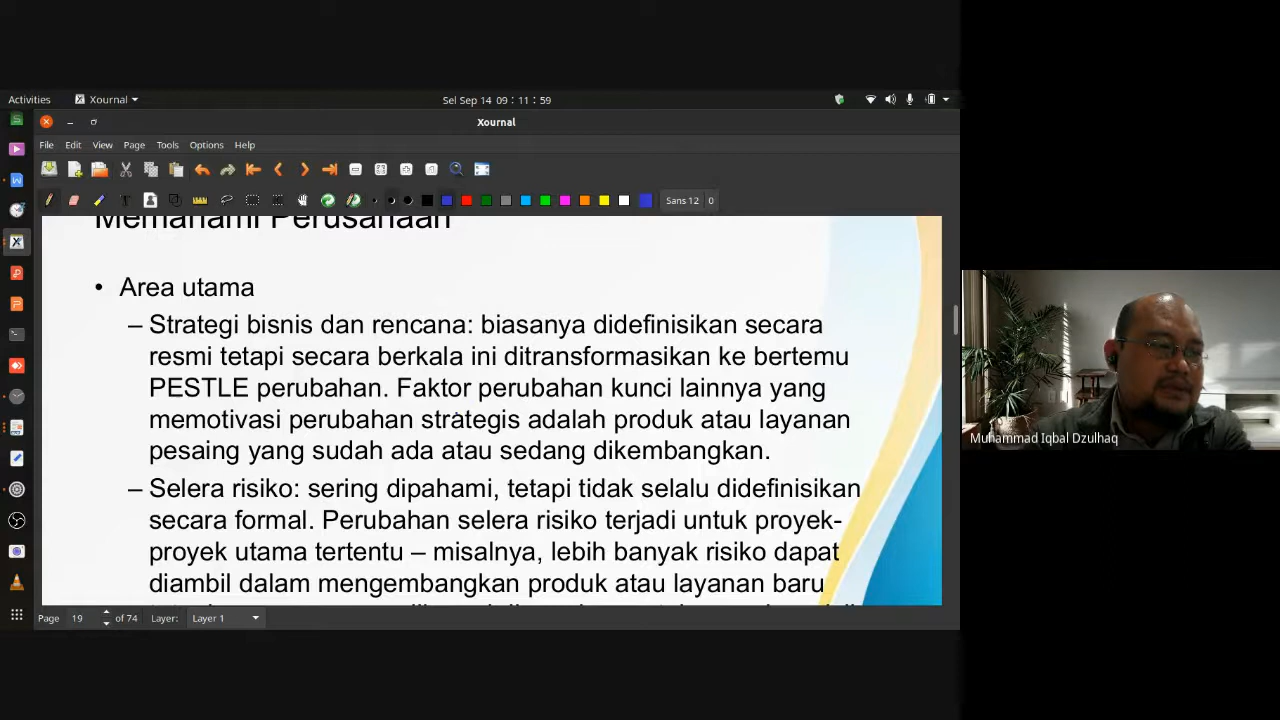 Activities
Xournal
Sel Sep 14 09:11:59
Xournal
File Edit View Page Tools Options Help
Sans 12 0
Memahami Perusahaan
• Area utama
– Strategi bisnis dan rencana: biasanya didefinisikan secara
resmi tetapi secara berkala ini ditransformasikan ke bertemu
PESTLE perubahan. Faktor perubahan kunci lainnya yang
memotivasi perubahan strategis adalah produk atau layanan
pesaing yang sudah ada atau sedang dikembangkan.
– Selera risiko: sering dipahami, tetapi tidak selalu didefinisikan
secara formal. Perubahan selera risiko terjadi untuk proyek-
proyek utama tertentu – misalnya, lebih banyak risiko dapat
diambil dalam mengembangkan produk atau layanan baru
Muhammad Iqbal Dzulhaq
Page 19 of 74 Layer: Layer 1